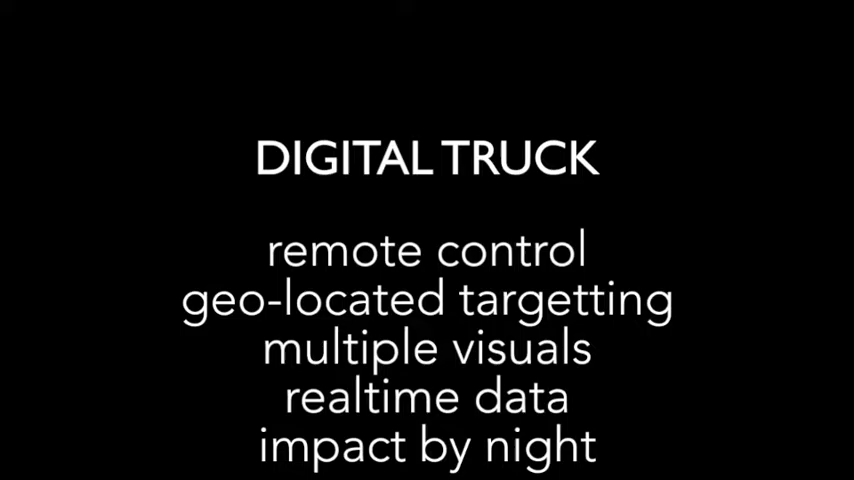 DIGITAL TRUCK
remote control
geo-located targetting
multiple visuals
realtime data
impact by night